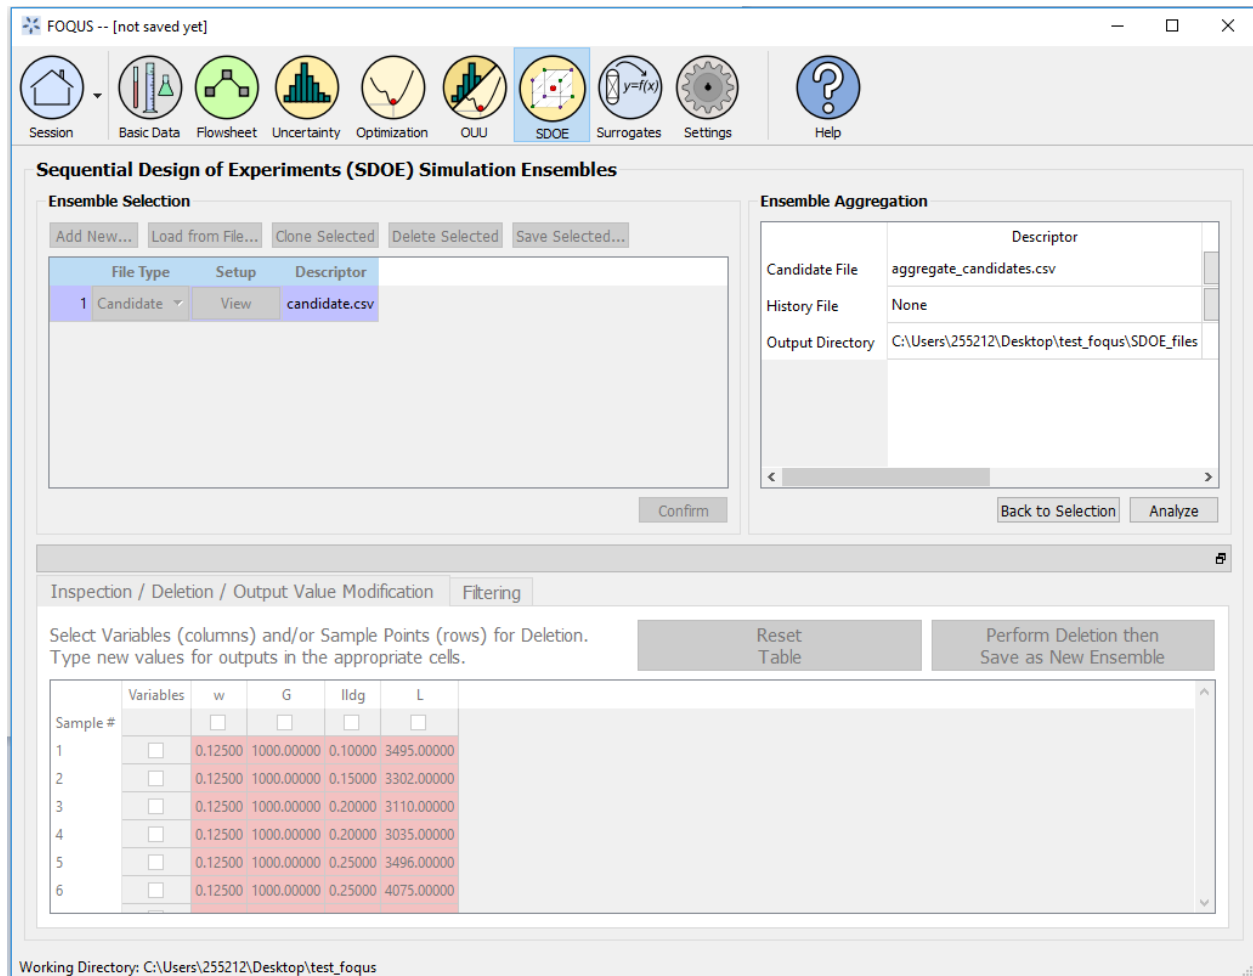 FOQUS -- [not saved yet]
y=f(x)
Session Basic Data Flowsheet Uncertainty Optimization OUU SDOE Surrogates Settings Help
Sequential Design of Experiments (SDOE) Simulation Ensembles
Ensemble Selection
Add New... Load from File... Clone Selected Delete Selected Save Selected...
File Type Setup Descriptor
1 Candidate View candidate.csv
Confirm
Ensemble Aggregation
Descriptor
Candidate File aggregate_candidates.csv
History File None
Output Directory C:\Users\255212\Desktop\test_foqus\SDOE_files
Back to Selection Analyze
Inspection / Deletion / Output Value Modification Filtering
Select Variables (columns) and/or Sample Points (rows) for Deletion.
Type new values for outputs in the appropriate cells.
Reset
Table
Perform Deletion then
Save as New Ensemble
Variables w G lldg L
Sample #
1 0.12500 1000.00000 0.10000 3495.00000
2 0.12500 1000.00000 0.15000 3302.00000
3 0.12500 1000.00000 0.20000 3110.00000
4 0.12500 1000.00000 0.20000 3035.00000
5 0.12500 1000.00000 0.25000 3496.00000
6 0.12500 1000.00000 0.25000 4075.00000
Working Directory: C:\Users\255212\Desktop\test_foqus